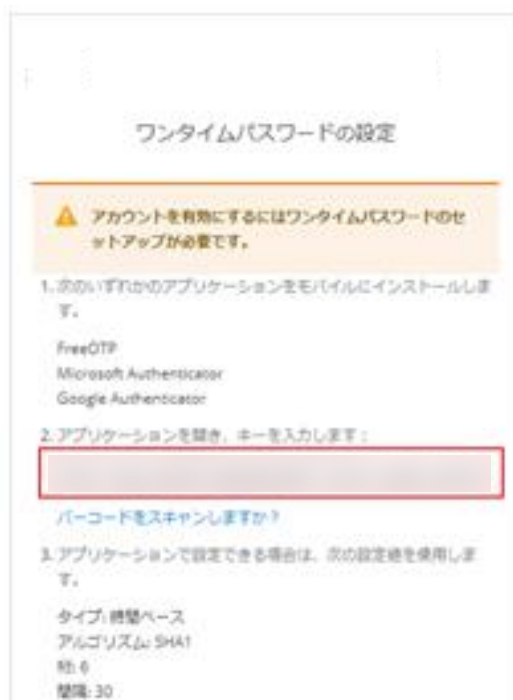 ワンタイムパスワードの設定
アカウントを有効にするにはワンタイムパスワードのセ
ットアップが必要です。
1. 次のいずれかのアプリケーションをモバイルにインストールしま
す。
FreeOTP
Microsoft Authenticator
Google Authenticator
2. アプリケーションを開き、キーを入力します：
バーコードをスキャンしますか？
3. アプリケーションで設定できる場合は、次の設定値を使用しま
す。
タイプ: 時間ベース
アルゴリズム: SHA1
桁: 6
間隔: 30